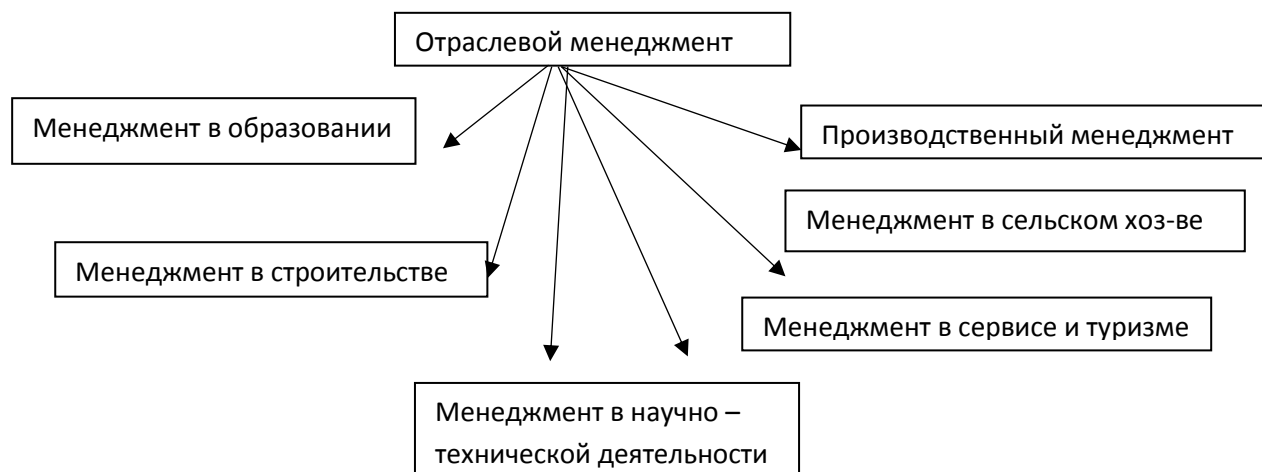 Отраслевой менеджмент
Менеджмент в образовании
Производственный менеджмент
Менеджмент в сельском хоз-ве
Менеджмент в строительстве
Менеджмент в сервисе и туризме
Менеджмент в научно –
технической деятельности